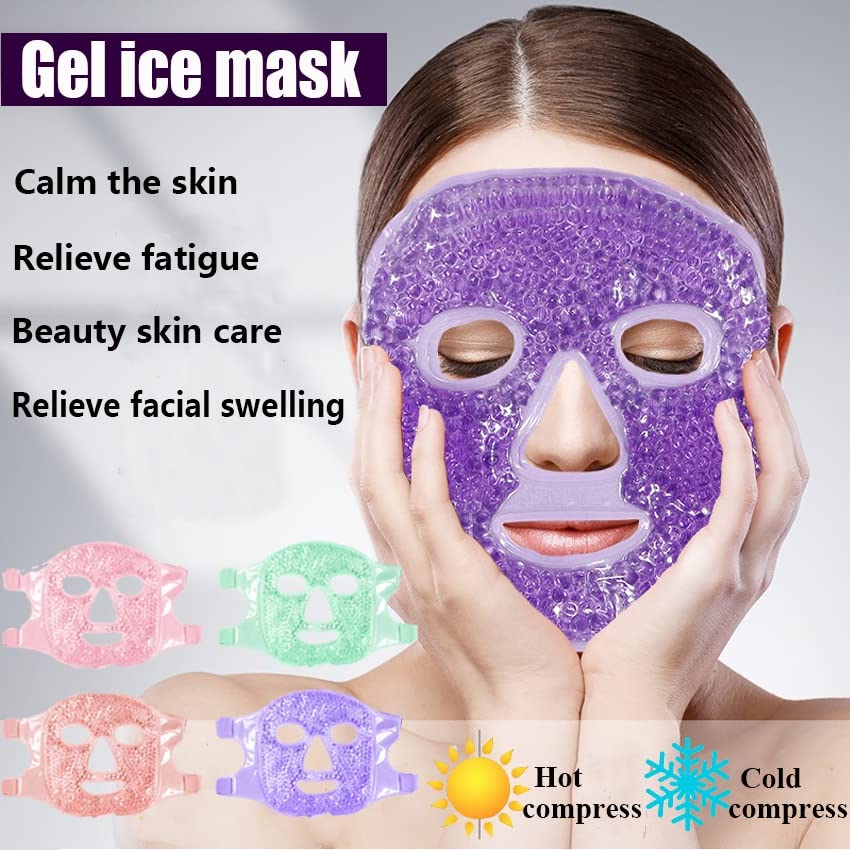 Gel ice mask
Calm the skin
Relieve fatigue
Beauty skin care
Relieve facial swelling
Hot
compress
Cold
compress